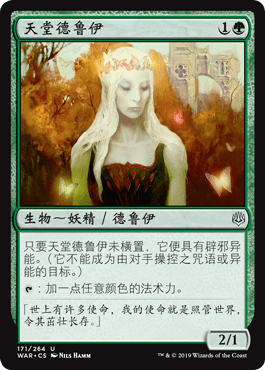 天堂德鲁伊 1
生物～妖精 / 德鲁伊
只要天堂德鲁伊未横置，它便具有辟邪异
能。（它不能成为由对手操控之咒语或异
能的目标。）
：加一点任意颜色的法术力。
「世上有许多使命，我的使命就是照管世界，
令其茁壮长存。」
2/1
171/264 U
WAR • CS NILS HAMM
™ & © 2019 Wizards of the Coast